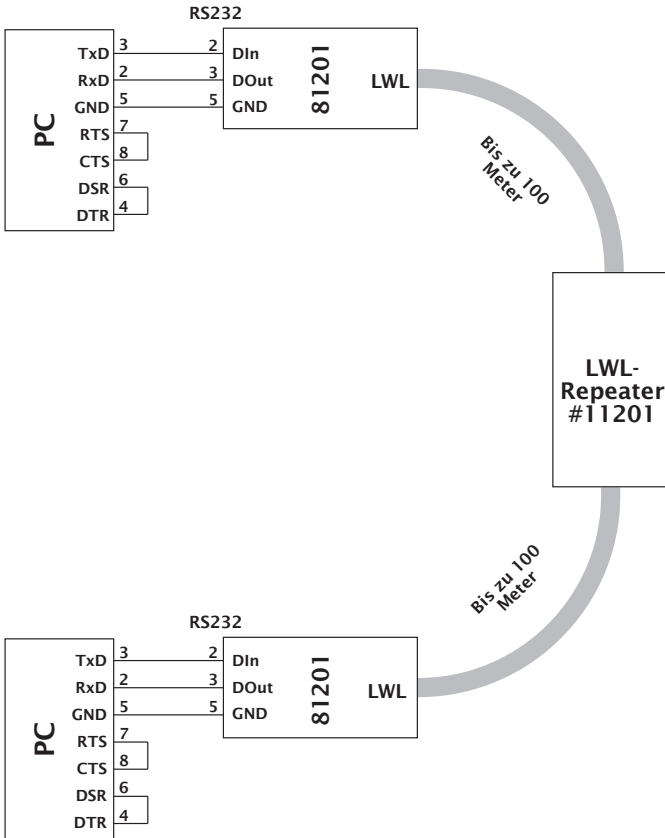 RS232
TxD 3 2 DIn
RxD 2 3 DOut
GND 5 5 GND
RTS 7
CTS 8
DSR 6
DTR 4
PC
81201
LWL
Bis zu 100
Meter
LWL-
Repeater
#11201
Bis zu 100
Meter
RS232
TxD 3 2 DIn
RxD 2 3 DOut
GND 5 5 GND
RTS 7
CTS 8
DSR 6
DTR 4
PC
81201
LWL